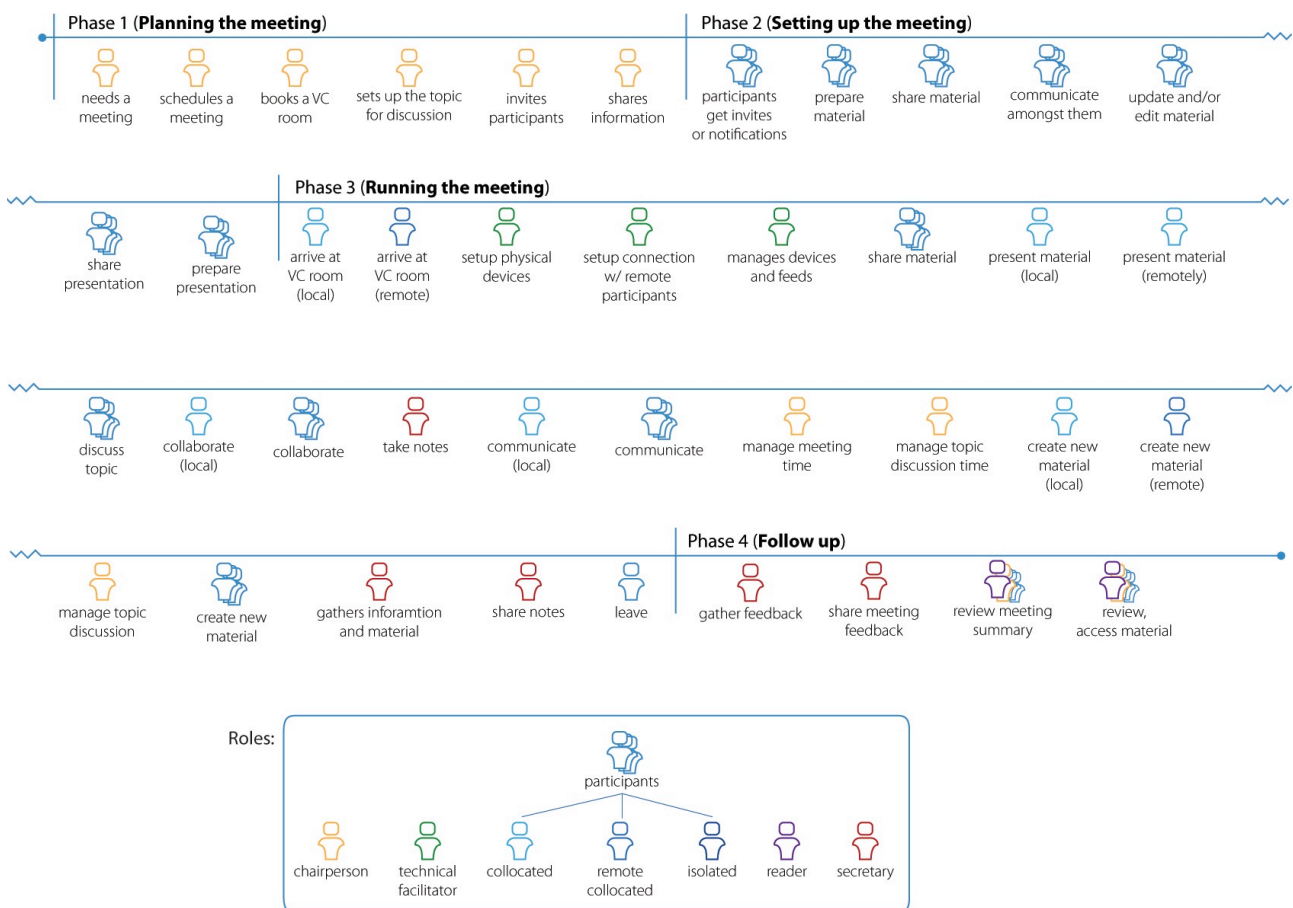 Phase 1 (Planning the meeting)
Phase 2 (Setting up the meeting)
needs a
meeting
schedules a
meeting
books a VC
room
sets up the topic
for discussion
invites
participants
shares
information
participants
get invites
or notifications
prepare
material
share material
communicate
amongst them
update and/or
edit material
Phase 3 (Running the meeting)
share
presentation
prepare
presentation
arrive at
VC room
(local)
arrive at
VC room
(remote)
setup physical
devices
setup connection
w/ remote
participants
manages devices
and feeds
share material
present material
(local)
present material
(remotely)
discuss
topic
collaborate
(local)
collaborate
take notes
communicate
(local)
communicate
manage meeting
time
manage topic
discussion time
create new
material
(local)
create new
material
(remote)
Phase 4 (Follow up)
manage topic
discussion
create new
material
gathers inforamtion
and material
share notes
leave
gather feedback
share meeting
feedback
review meeting
summary
review,
access material
Roles:
participants
chairperson
technical
facilitator
collocated
remote
collocated
isolated
reader
secretary